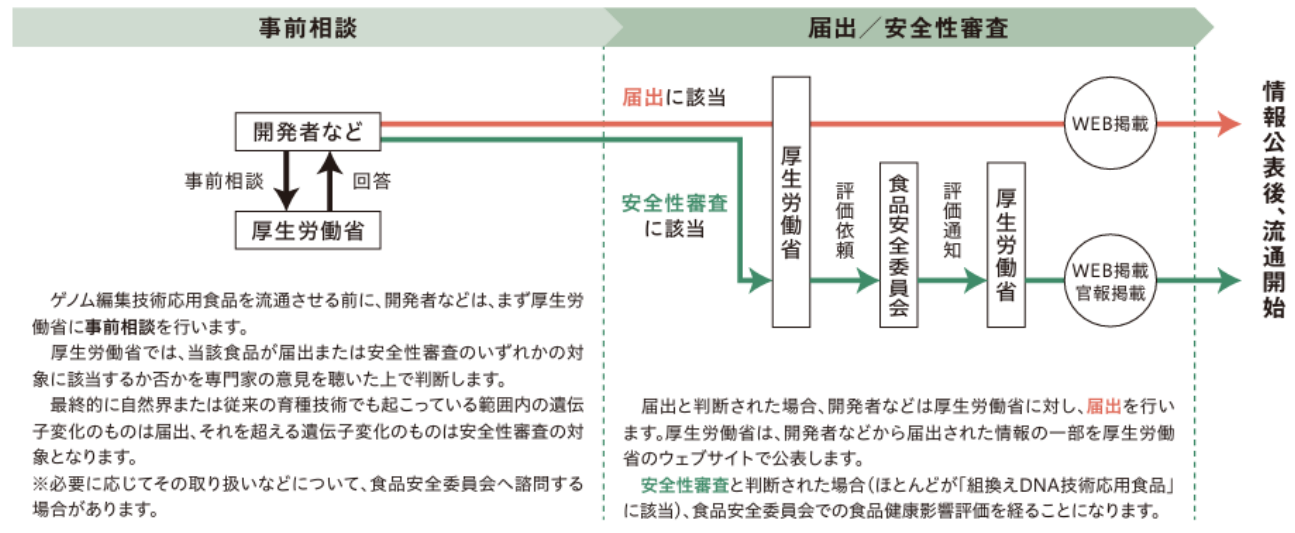 事前相談
届出／安全性審査
開発者など
事前相談
回答
厚生労働省
ゲノム編集技術応用食品を流通させる前に、開発者などは、まず厚生労
働省に事前相談を行います。
厚生労働省では、当該食品が届出または安全性審査のいずれかの対
象に該当するか否かを専門家の意見を聴いた上で判断します。
最終的に自然界または従来の育種技術でも起こっている範囲内の遺伝
子変化のものは届出、それを超える遺伝子変化のものは安全性審査の対
象となります。
※必要に応じてその取り扱いなどについて、食品安全委員会へ諮問する
場合があります。
届出に該当
安全性審査
に該当
厚生労働省
評価依頼
食品安全委員会
評価通知
厚生労働省
WEB掲載
WEB掲載
官報掲載
情報公表後、流通開始
届出と判断された場合、開発者などは厚生労働省に対し、届出を行い
ます。厚生労働省は、開発者などから届出された情報の一部を厚生労働
省のウェブサイトで公表します。
安全性審査と判断された場合（ほとんどが「組換えDNA技術応用食品」
に該当）、食品安全委員会での食品健康影響評価を経ることになります。